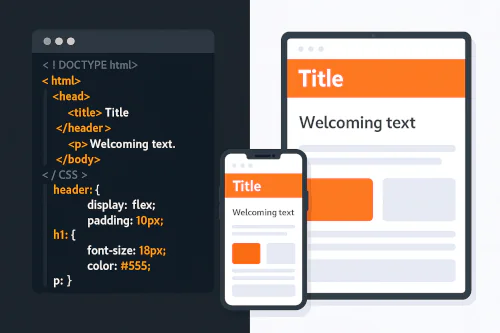 < ! DOCTYPE html>
< html>
<head>
<title> Title
</header>
<p> Welcoming text.
</body>
</ CSS >
header: {
display: flex;
padding: 10px;
h1: {
font-size: 18px;
color: #555;
p: }
Title
Welcoming text
Title
Welcoming text